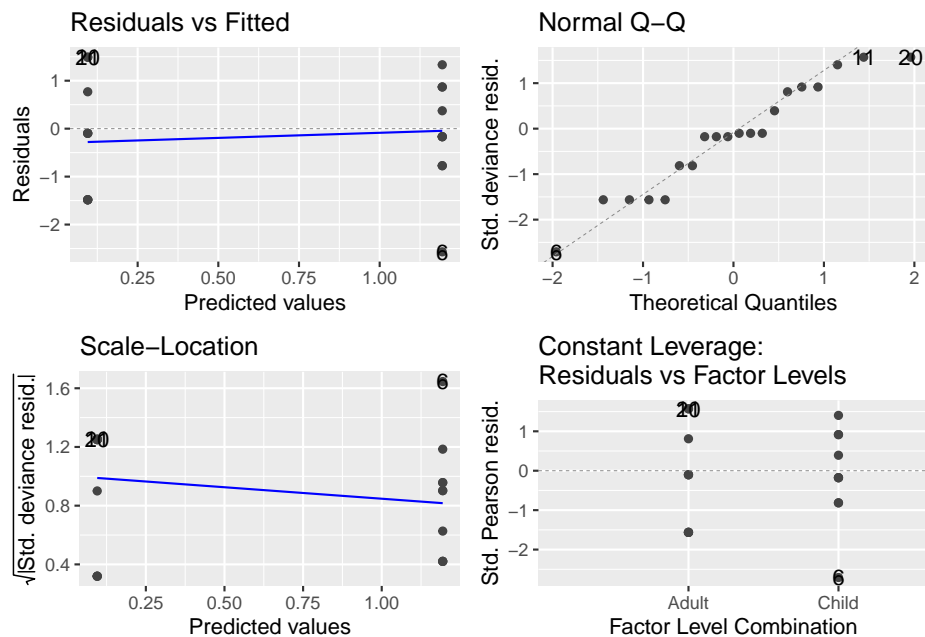 Residuals vs Fitted
Residuals
1
0
−1
−2
6
0.25
0.50
0.75
1.00
Predicted values
Normal Q−Q
Std. deviance resid.
1
0
−1
−2
11
20
6
−2
−1
0
1
2
Theoretical Quantiles
Scale−Location
√|Std. deviance resid.|
1.6
1.2
0.8
0.4
6
0.25
0.50
0.75
1.00
Predicted values
Constant Leverage:
Residuals vs Factor Levels
Std. Pearson resid.
1
0
−1
−2
6
Adult
Child
Factor Level Combination